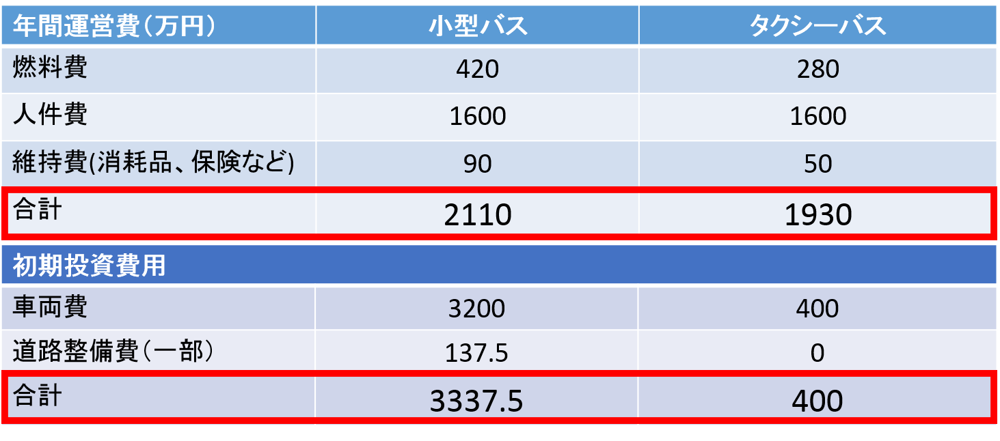 年間運営費(万円) 小型バス タクシーバス
燃料費 420 280
人件費 1600 1600
維持費(消耗品、保険など) 90 50
合計 2110 1930
初期投資費用
車両費 3200 400
道路整備費(一部) 137.5 0
合計 3337.5 400